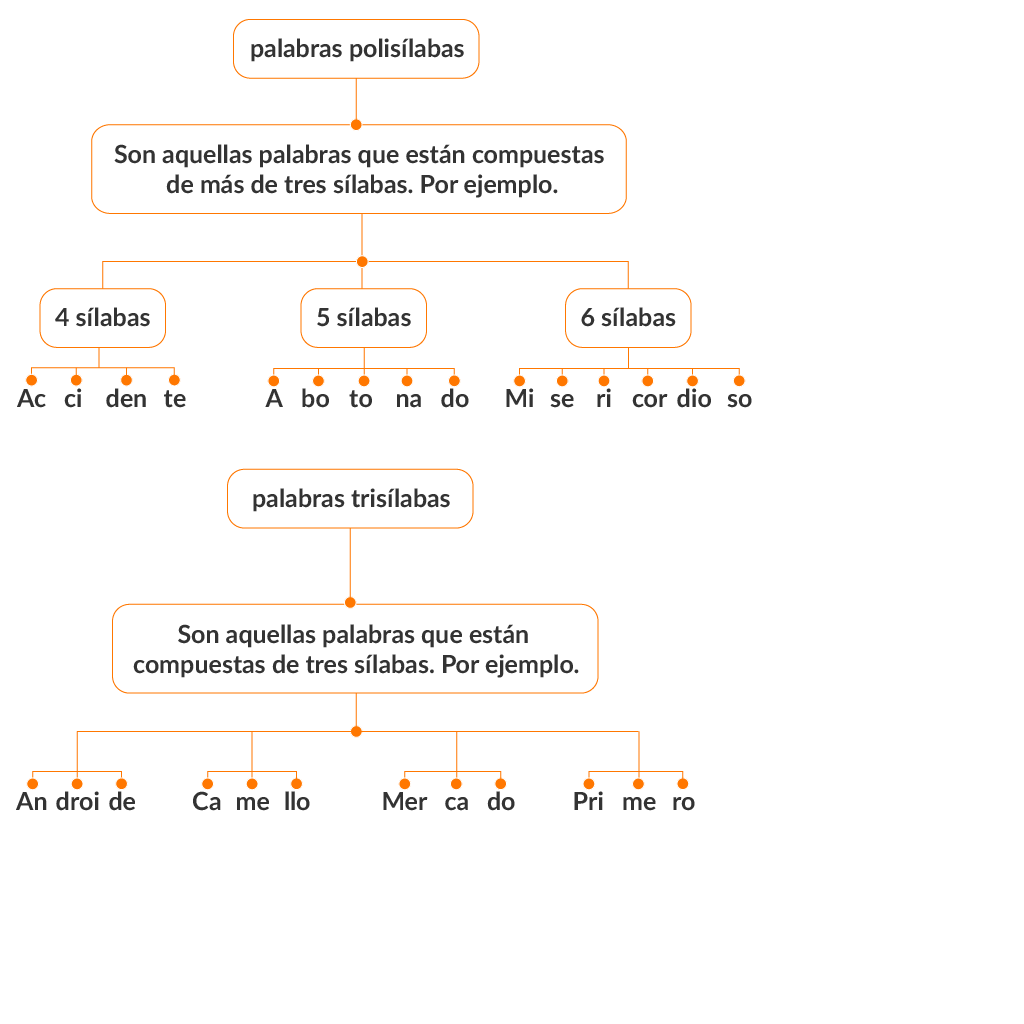 palabras polisílabas
Son aquellas palabras que están compuestas
de más de tres sílabas. Por ejemplo.
4 sílabas
5 sílabas
6 sílabas
Ac ci den te
A bo to na do
Mi se ri cor dio so
palabras trisílabas
Son aquellas palabras que están
compuestas de tres sílabas. Por ejemplo.
An droi de
Ca me llo
Mer ca do
Pri me ro